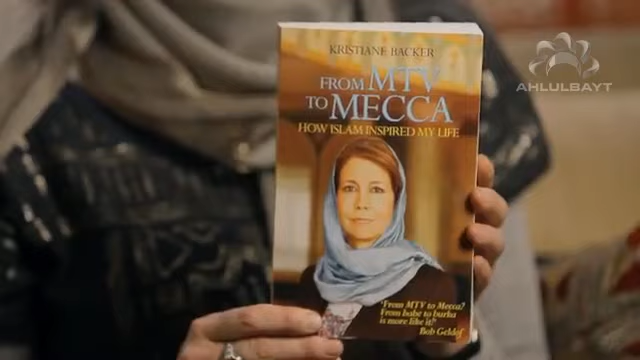 KRISTIANE BACKER
FROM MTV
TO MECCA
HOW ISLAM INSPIRED MY LIFE
'From MTV to Mecca?
From babe to burka
is more like it!'
Bob Geldof
AHLULBAYT